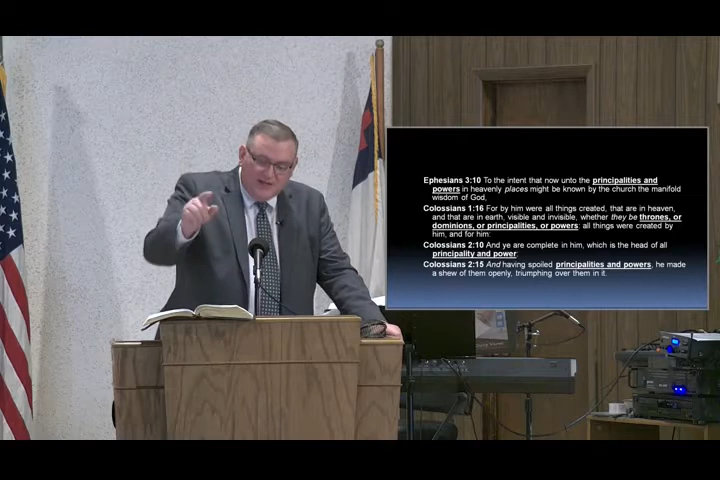 Ephesians 3:10 To the intent that now unto the principalities and
powers in heavenly places might be known by the church the manifold
wisdom of God,
Colossians 1:16 For by him were all things created, that are in heaven,
and that are in earth, visible and invisible, whether they be thrones, or
dominions, or principalities, or powers: all things were created by
him, and for him:
Colossians 2:10 And ye are complete in him, which is the head of all
principality and power:
Colossians 2:15 And having spoiled principalities and powers, he made
a shew of them openly, triumphing over them in it.